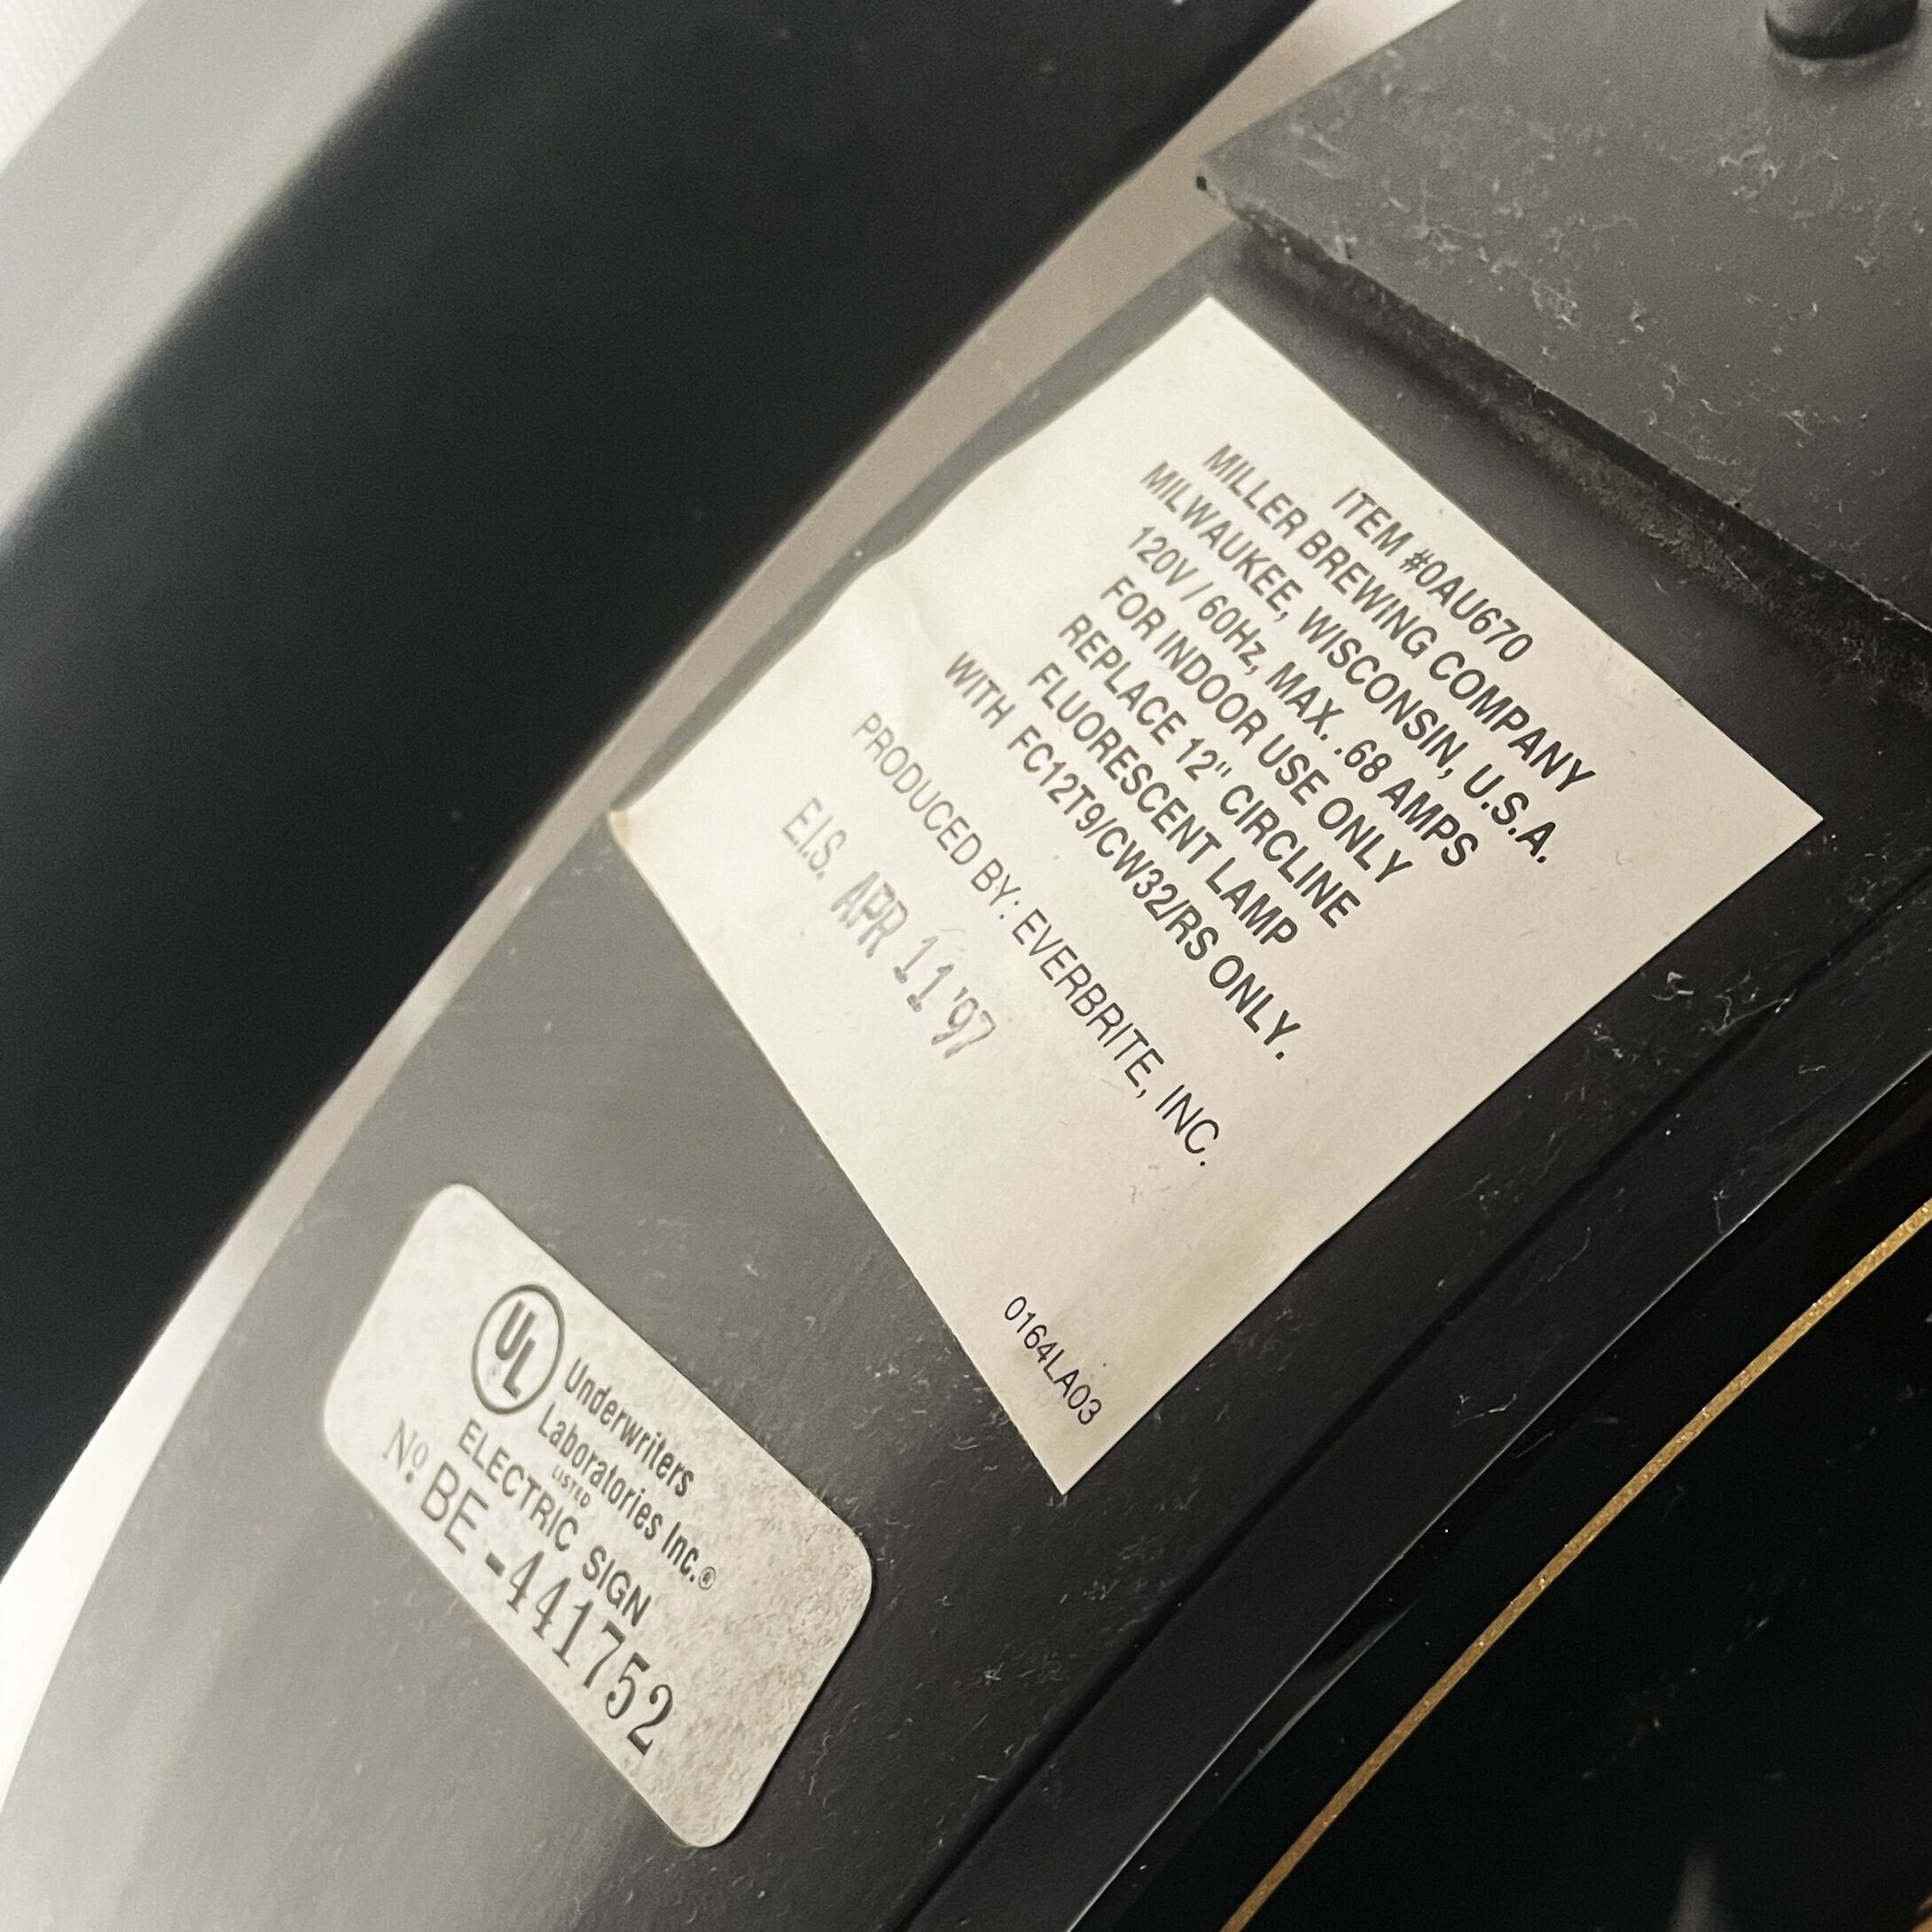 ITEM #0AU670
MILLER BREWING COMPANY
MILWAUKEE, WISCONSIN, U.S.A.
120V / 60Hz, MAX. .68 AMPS
FOR INDOOR USE ONLY
REPLACE 12" CIRCLINE
FLUORESCENT LAMP
WITH FC12T9/CW32/RS ONLY.
PRODUCED BY: EVERBRITE, INC.
E.I.S. APR 11 '97
0164LA03
UL
Underwriters
Laboratories Inc.®
LISTED
ELECTRIC SIGN
Nº. BE-441752